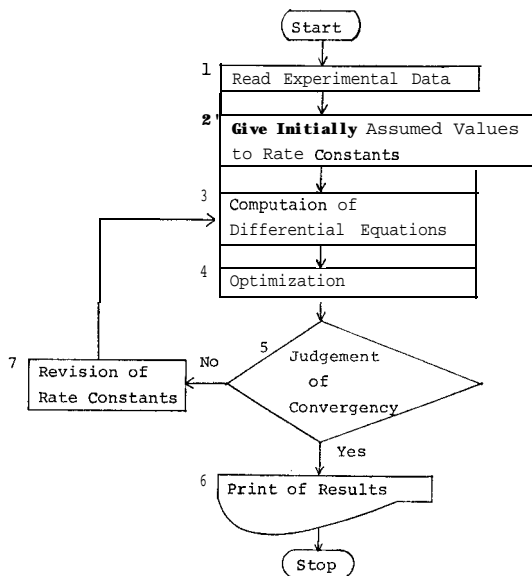 Start
1
Read Experimental Data
2'
Give Initially Assumed Values
to Rate Constants
3
Computaion of
Differential Equations
4
Optimization
5
Judgement
of
Convergency
No
7
Revision of
Rate Constants
Yes
6
Print of Results
Stop